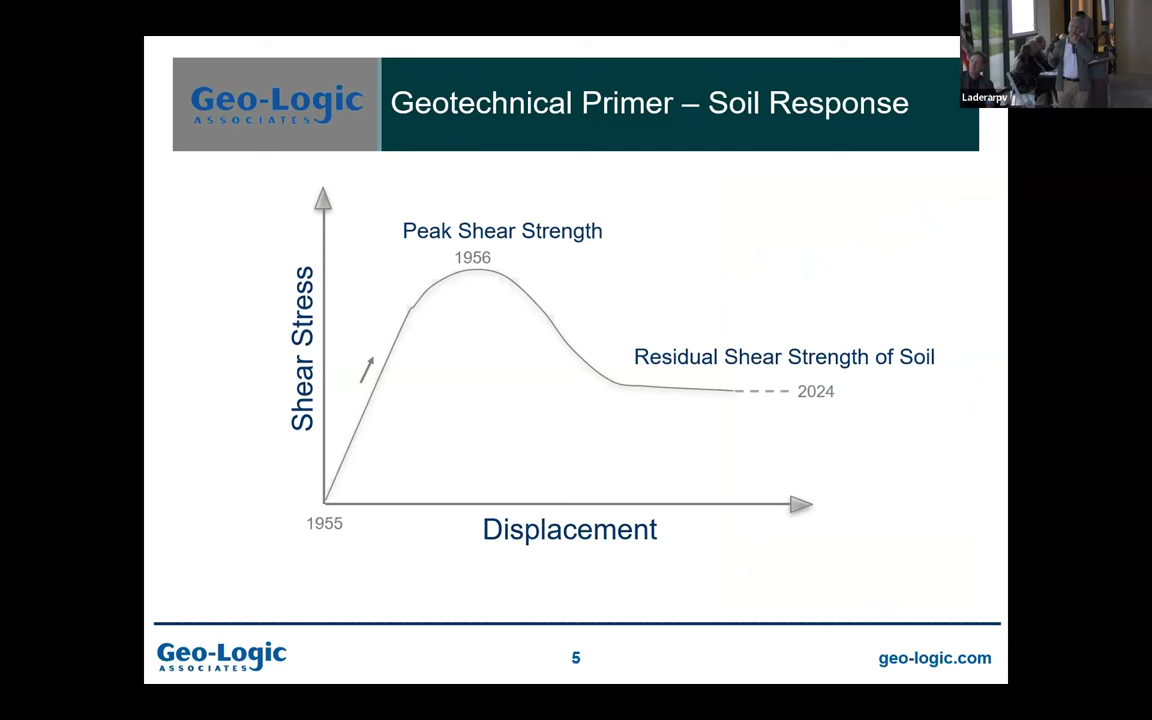 Geo-Logic
ASSOCIATES
Geotechnical Primer – Soil Response
Laderarpv
Peak Shear Strength
1956
Shear Stress
Residual Shear Strength of Soil
2024
1955
Displacement
Geo-Logic
ASSOCIATES
5
geo-logic.com